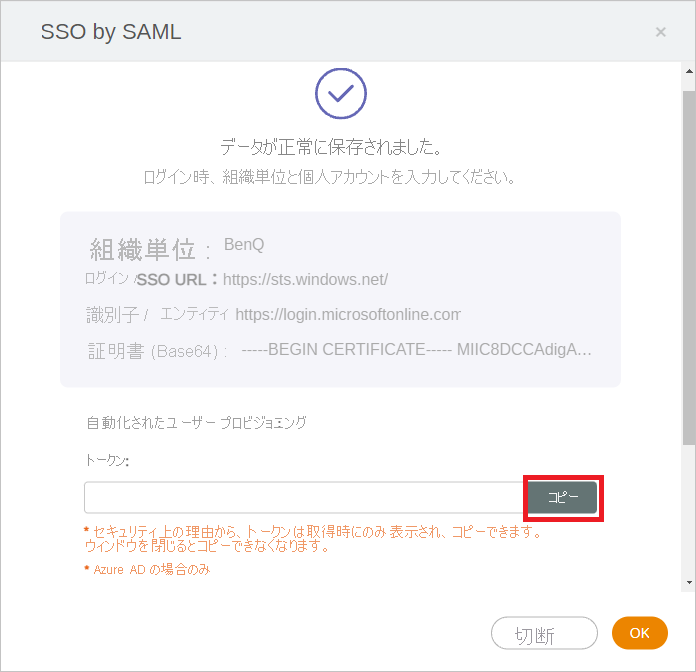 SSO by SAML
×
データが正常に保存されました。
ログイン時、組織単位と個人アカウントを入力してください。
組織単位 : BenQ
ログイン /SSO URL : https://sts.windows.net/
識別子 / エンティティ https://login.microsoftonline.com
証明書 (Base64) : -----BEGIN CERTIFICATE----- MIIC8DCCAdigA...
自動化されたユーザー プロビジョニング
トークン:
コピー
* セキュリティ上の理由から、トークンは取得時にのみ 表示され、コピーできます。
ウィンドウを閉じるとコピーできなくなります。
* Azure AD の場合のみ
切断
OK